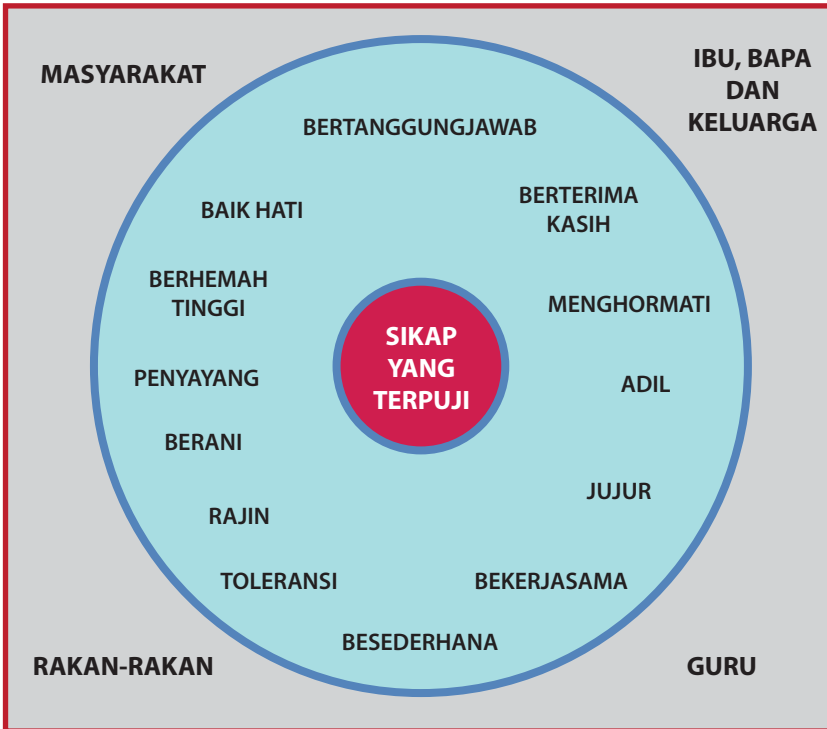 MASYARAKAT
IBU, BAPA
DAN
KELUARGA
BERTANGGUNGJAWAB
BAIK HATI
BERTERIMA
KASIH
BERHEMAH
TINGGI
MENGHORMATI
SIKAP
YANG
TERPUJI
PENYAYANG
ADIL
BERANI
JUJUR
RAJIN
TOLERANSI
BEKERJASAMA
BESEDERHANA
RAKAN-RAKAN
GURU